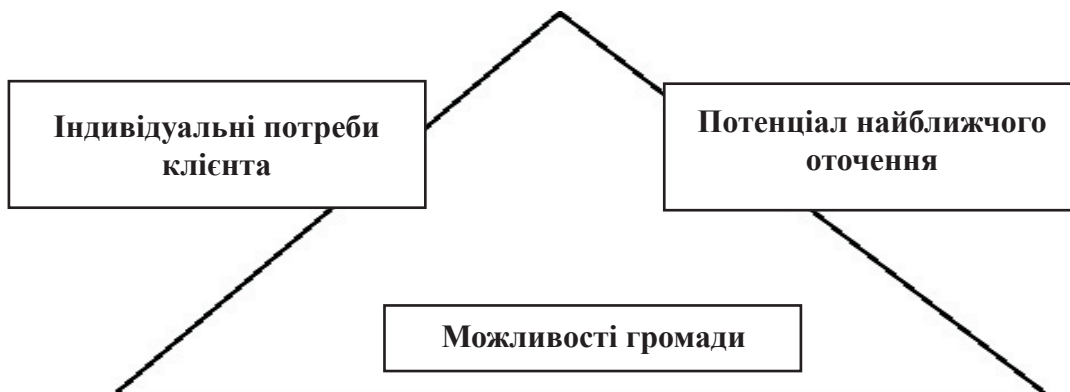 Індивідуальні потреби
клієнта
Потенціал найближчого
оточення
Можливості громади